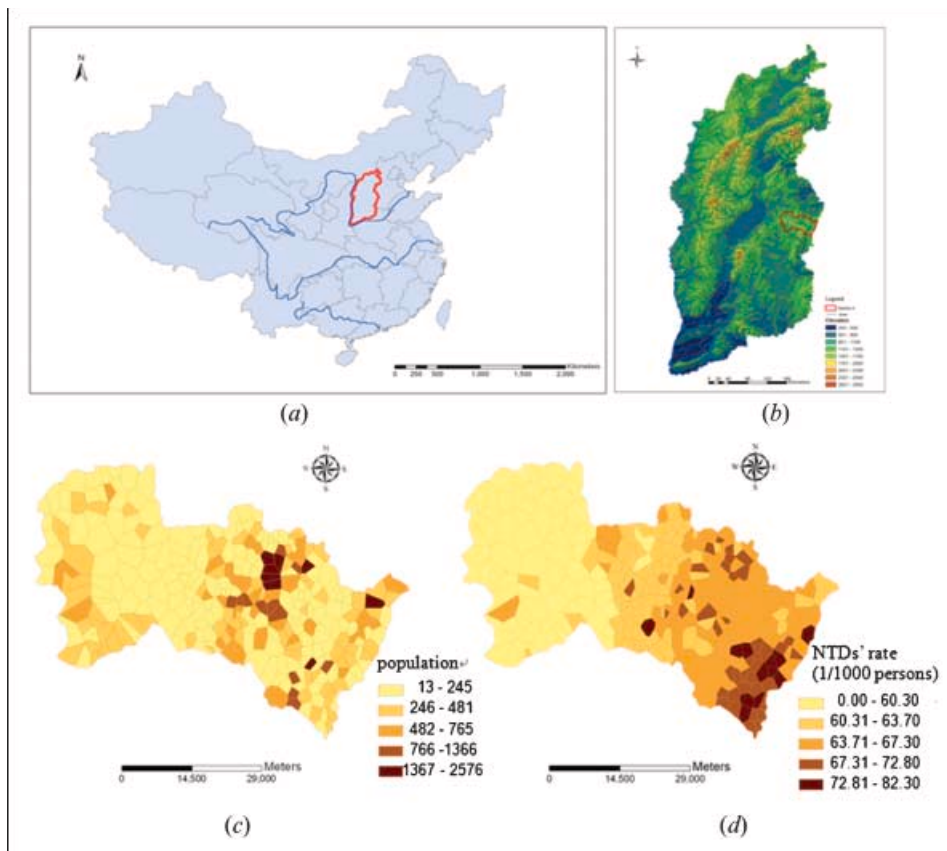 N
Kilometers
0 250 500 1,000 1,500 2,000
(a)
Legend
Elevation
(b)
N
S
population
13 - 245
246 - 481
482 - 765
766 - 1366
1367 - 2576
Meters
0 14,500 29,000
(c)
N
W E
S
NTDs' rate
(1/1000 persons)
0.00 - 60.30
60.31 - 63.70
63.71 - 67.30
67.31 - 72.80
72.81 - 82.30
Meters
0 14,500 29,000
(d)